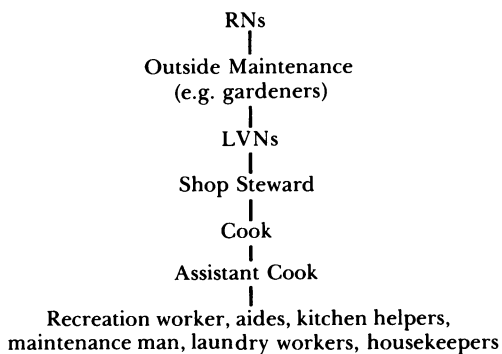 RNs
Outside Maintenance
(e.g. gardeners)
LVNs
Shop Steward
Cook
Assistant Cook
Recreation worker, aides, kitchen helpers,
maintenance man, laundry workers, housekeepers